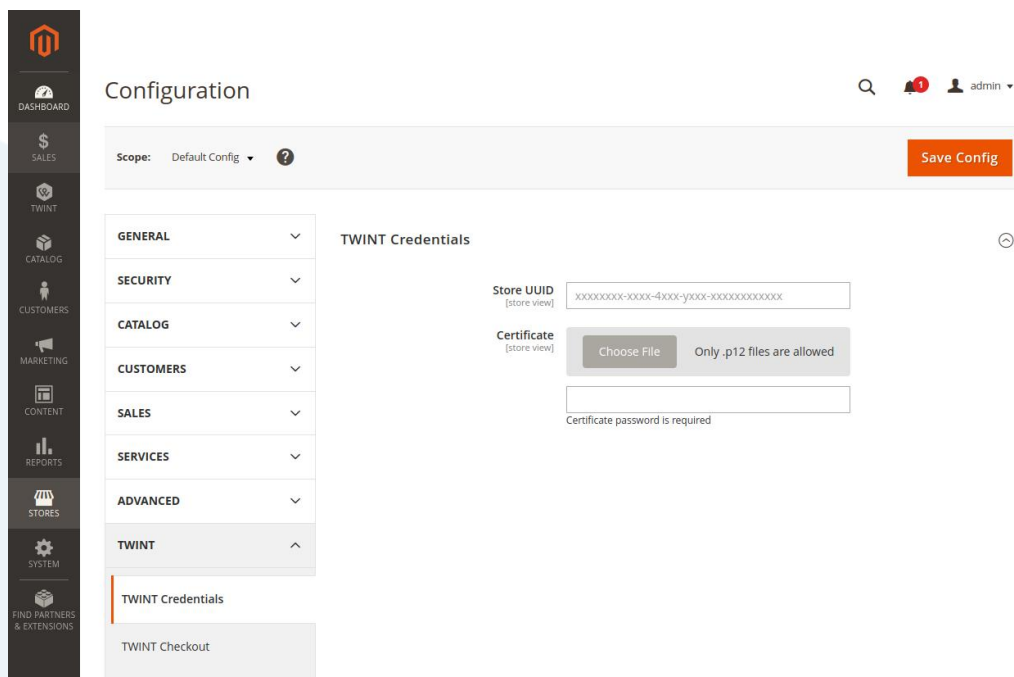 Configuration
1
admin
Scope: Default Config ?
Save Config
DASHBOARD
$
SALES
TWINT
CATALOG
CUSTOMERS
MARKETING
CONTENT
REPORTS
STORES
SYSTEM
FIND PARTNERS
& EXTENSIONS
GENERAL
SECURITY
CATALOG
CUSTOMERS
SALES
SERVICES
ADVANCED
TWINT
TWINT Credentials
TWINT Checkout
TWINT Credentials
Store UUID
[store view]
xxxxxxxx-xxxx-4xxx-yxxx-xxxxxxxxxxxx
Certificate
[store view]
Choose File Only .p12 files are allowed
Certificate password is required